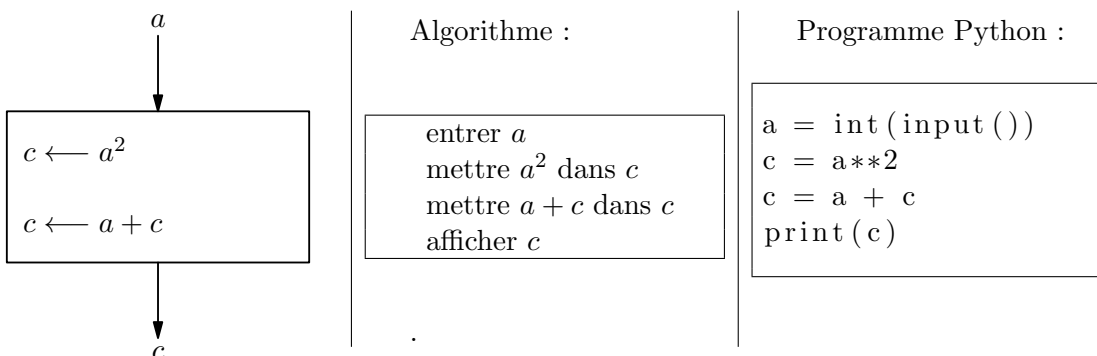 a
c ⟵ a²
c ⟵ a + c
c
Algorithme :
entrer a
mettre a² dans c
mettre a + c dans c
afficher c
.
Programme Python :
a = int(input())
c = a**2
c = a + c
print(c)